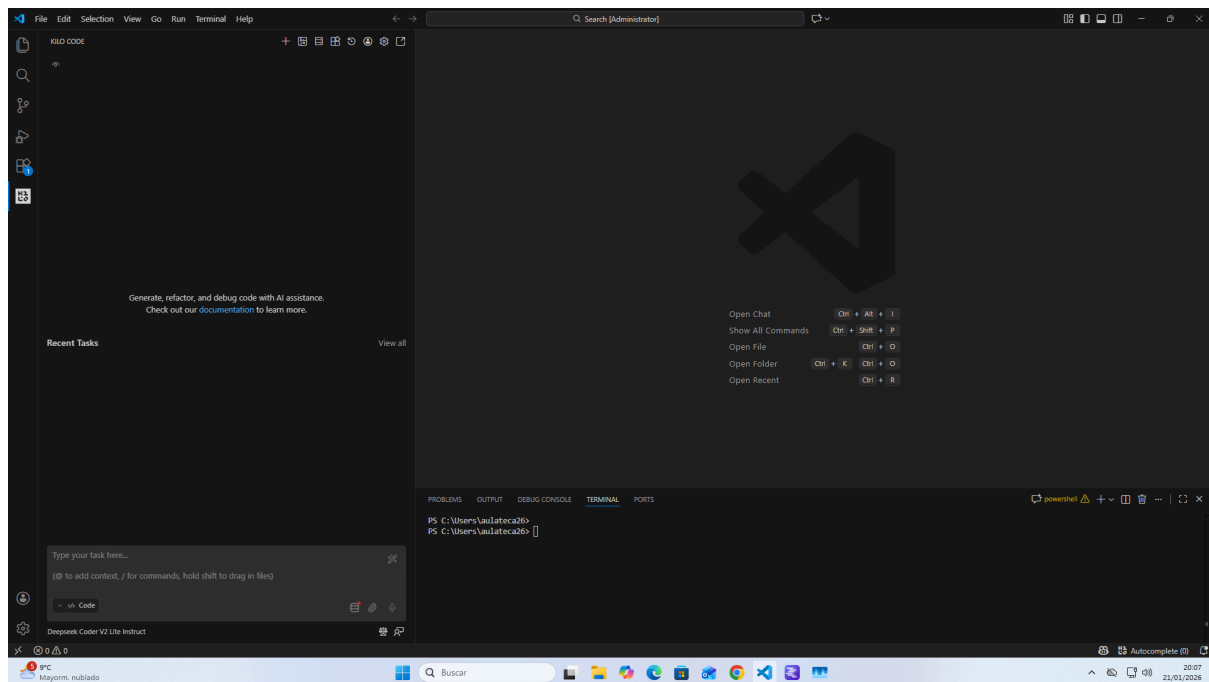 File Edit Selection View Go Run Terminal Help
Search [Administrator]
KILO CODE
1
KILO
Generate, refactor, and debug code with AI assistance.
Check out our documentation to learn more.
Recent Tasks
View all
Open Chat Ctrl + Alt + I
Show All Commands Ctrl + Shift + P
Open File Ctrl + O
Open Folder Ctrl + K Ctrl + O
Open Recent Ctrl + R
PROBLEMS OUTPUT DEBUG CONSOLE TERMINAL PORTS
powershell
PS C:\Users\aulateca26>
PS C:\Users\aulateca26>
Type your task here...
(@ to add context, / for commands, hold shift to drag in files)
Code
Deepseek Coder V2 Lite Instruct
0 0
Autocomplete (0)
5
9°C
Mayorm. nublado
Buscar
20:07
21/01/2026